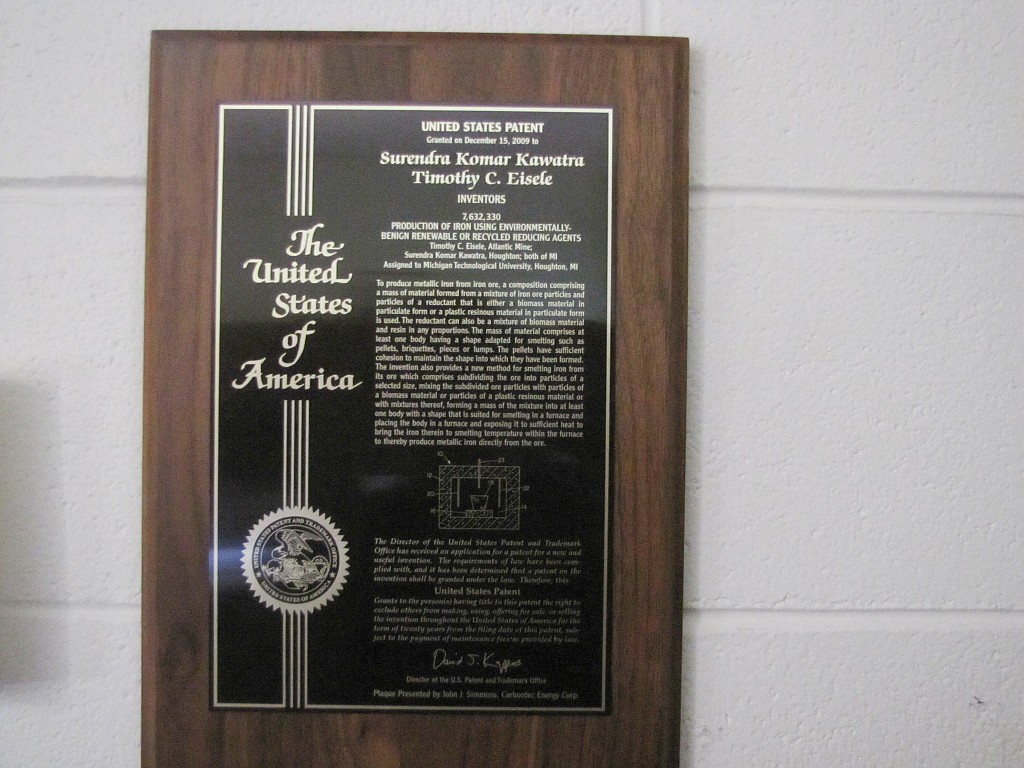 The
United
States
of
America
UNITED STATES PATENT AND TRADEMARK OFFICE
UNITED STATES OF AMERICA
UNITED STATES PATENT
Granted on December 15, 2009 to
Surendra Komar Kawatra
Timothy C. Eisele
INVENTORS
7,632,330
PRODUCTION OF IRON USING ENVIRONMENTALLY-
BENIGN RENEWABLE OR RECYCLED REDUCING AGENTS
Timothy C. Eisele, Atlantic Mine;
Surendra Komar Kawatra, Houghton; both of MI
Assigned to Michigan Technological University, Houghton, MI
To produce metallic iron from iron ore, a composition comprising
a mass of material formed from a mixture of iron ore particles and
particles of a reductant that is either a biomass material in
particulate form or a plastic resinous material in particulate form
is used. The reductant can also be a mixture of biomass material
and resin in any proportions. The mass of material comprises at
least one body having a shape adapted for smelting such as
pellets, briquettes, pieces or lumps. The pellets have sufficient
cohesion to maintain the shape into which they have been formed.
The invention also provides a new method for smelting iron from
its ore which comprises subdividing the ore into particles of a
selected size, mixing the subdivided ore particles with particles of
a biomass material or particles of a plastic resinous material or
with mixtures thereof, forming a mass of the mixture into at least
one body with a shape that is suited for smelting in a furnace and
placing the body in a furnace and exposing it to sufficient heat to
bring the iron therein to smelting temperature within the furnace
to thereby produce metallic iron directly from the ore.
The Director of the United States Patent and Trademark
Office has received an application for a patent for a new and
useful invention. The requirements of law have been com-
plied with, and it has been determined that a patent on the
invention shall be granted under the law. Therefore, this
United States Patent
Grants to the person(s) having title to this patent the right to
exclude others from making, using, offering for sale, or selling
the invention throughout the United States of America for the
term of twenty years from the filing date of this patent, sub-
ject to the payment of maintenance fees as provided by law.
David J. Kappos
Director of the U.S. Patent and Trademark Office
Plaque Presented by John J. Simmons, Carbontec Energy Corp.